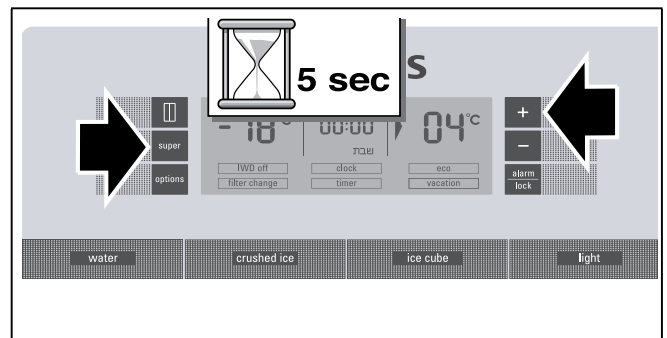 5 sec
S
super
options
- 18°
00:00
שבת
04°C
+
−
alarm
lock
IWD off
clock
eco
filter change
timer
vacation
water
crushed ice
ice cube
light